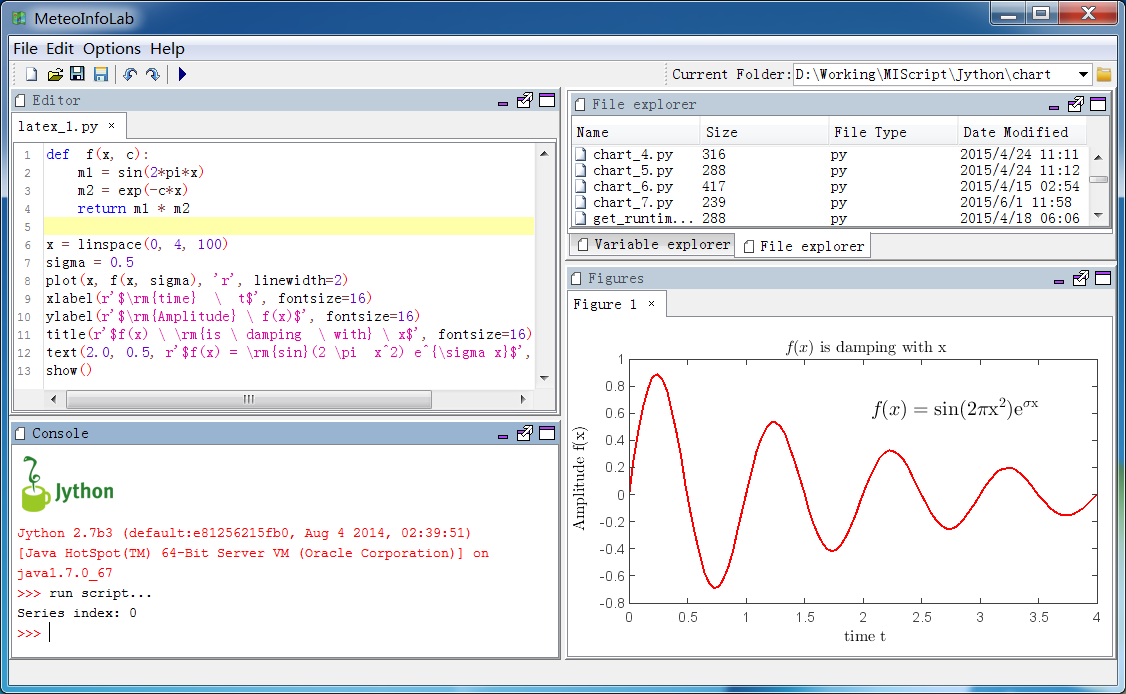 MeteoInfoLab
File Edit Options Help
Current Folder: D:\Working\MIScript\Jython\chart
Editor
latex_1.py ×
1 def f(x, c):
2 m1 = sin(2*pi*x)
3 m2 = exp(-c*x)
4 return m1 * m2
5
6 x = linspace(0, 4, 100)
7 sigma = 0.5
8 plot(x, f(x, sigma), 'r', linewidth=2)
9 xlabel(r'$\rm{time} \ t$', fontsize=16)
10 ylabel(r'$\rm{Amplitude} \ f(x)$', fontsize=16)
11 title(r'$f(x) \ \rm{is \ damping \ with} \ x$', fontsize=16)
12 text(2.0, 0.5, r'$f(x) = \rm{sin}(2 \pi x^2) e^{\sigma x}$',
13 show()
Console
Jython
Jython 2.7b3 (default:e81256215fb0, Aug 4 2014, 02:39:51)
[Java HotSpot(TM) 64-Bit Server VM (Oracle Corporation)] on
java1.7.0_67
>>> run script...
Series index: 0
>>>
File explorer
Name Size File Type Date Modified
chart_4.py 316 py 2015/4/24 11:11
chart_5.py 288 py 2015/4/24 11:12
chart_6.py 417 py 2015/4/15 02:54
chart_7.py 239 py 2015/6/1 11:58
get_runtim... 288 py 2015/4/18 06:06
Variable explorer File explorer
Figures
Figure 1 ×
f(x) is damping with x
f(x) = sin(2πx²)e^σx
Amplitude f(x)
1
0.8
0.6
0.4
0.2
0
-0.2
-0.4
-0.6
-0.8
0 0.5 1 1.5 2 2.5 3 3.5 4
time t